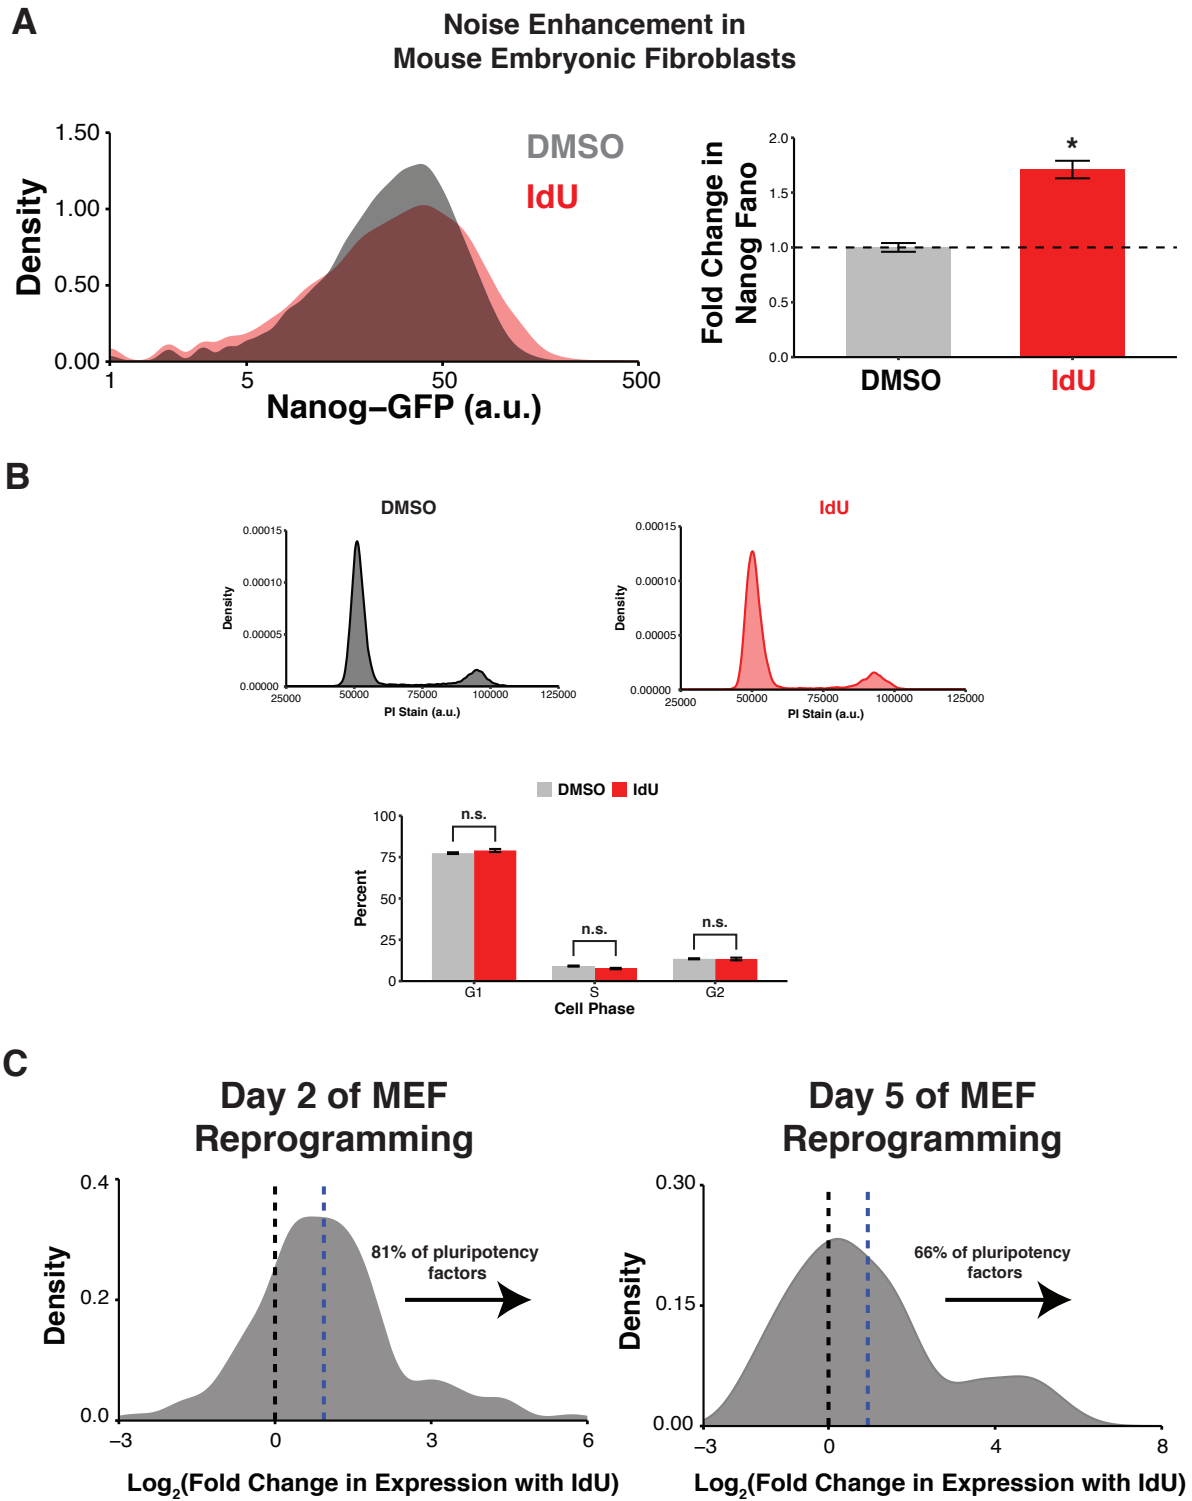 A
Noise Enhancement in
Mouse Embryonic Fibroblasts
1.50
1.00
0.50
0.00
Density
1
5
50
500
Nanog–GFP (a.u.)
DMSO
IdU
Fold Change in
Nanog Fano
2.0
1.5
1.0
0.5
0.0
*
DMSO
IdU
B
DMSO
0.00015
0.00010
0.00005
0.00000
Density
25000
50000
75000
100000
125000
PI Stain (a.u.)
IdU
0.00015
0.00010
0.00005
0.00000
Density
25000
50000
75000
100000
125000
PI Stain (a.u.)
DMSO
IdU
100
75
50
25
0
Percent
n.s.
n.s.
n.s.
G1
S
G2
Cell Phase
C
Day 2 of MEF
Reprogramming
0.4
0.2
0.0
Density
81% of pluripotency
factors
−3
0
3
6
Log₂(Fold Change in Expression with IdU)
Day 5 of MEF
Reprogramming
0.30
0.15
0.00
Density
66% of pluripotency
factors
−3
0
4
8
Log₂(Fold Change in Expression with IdU)